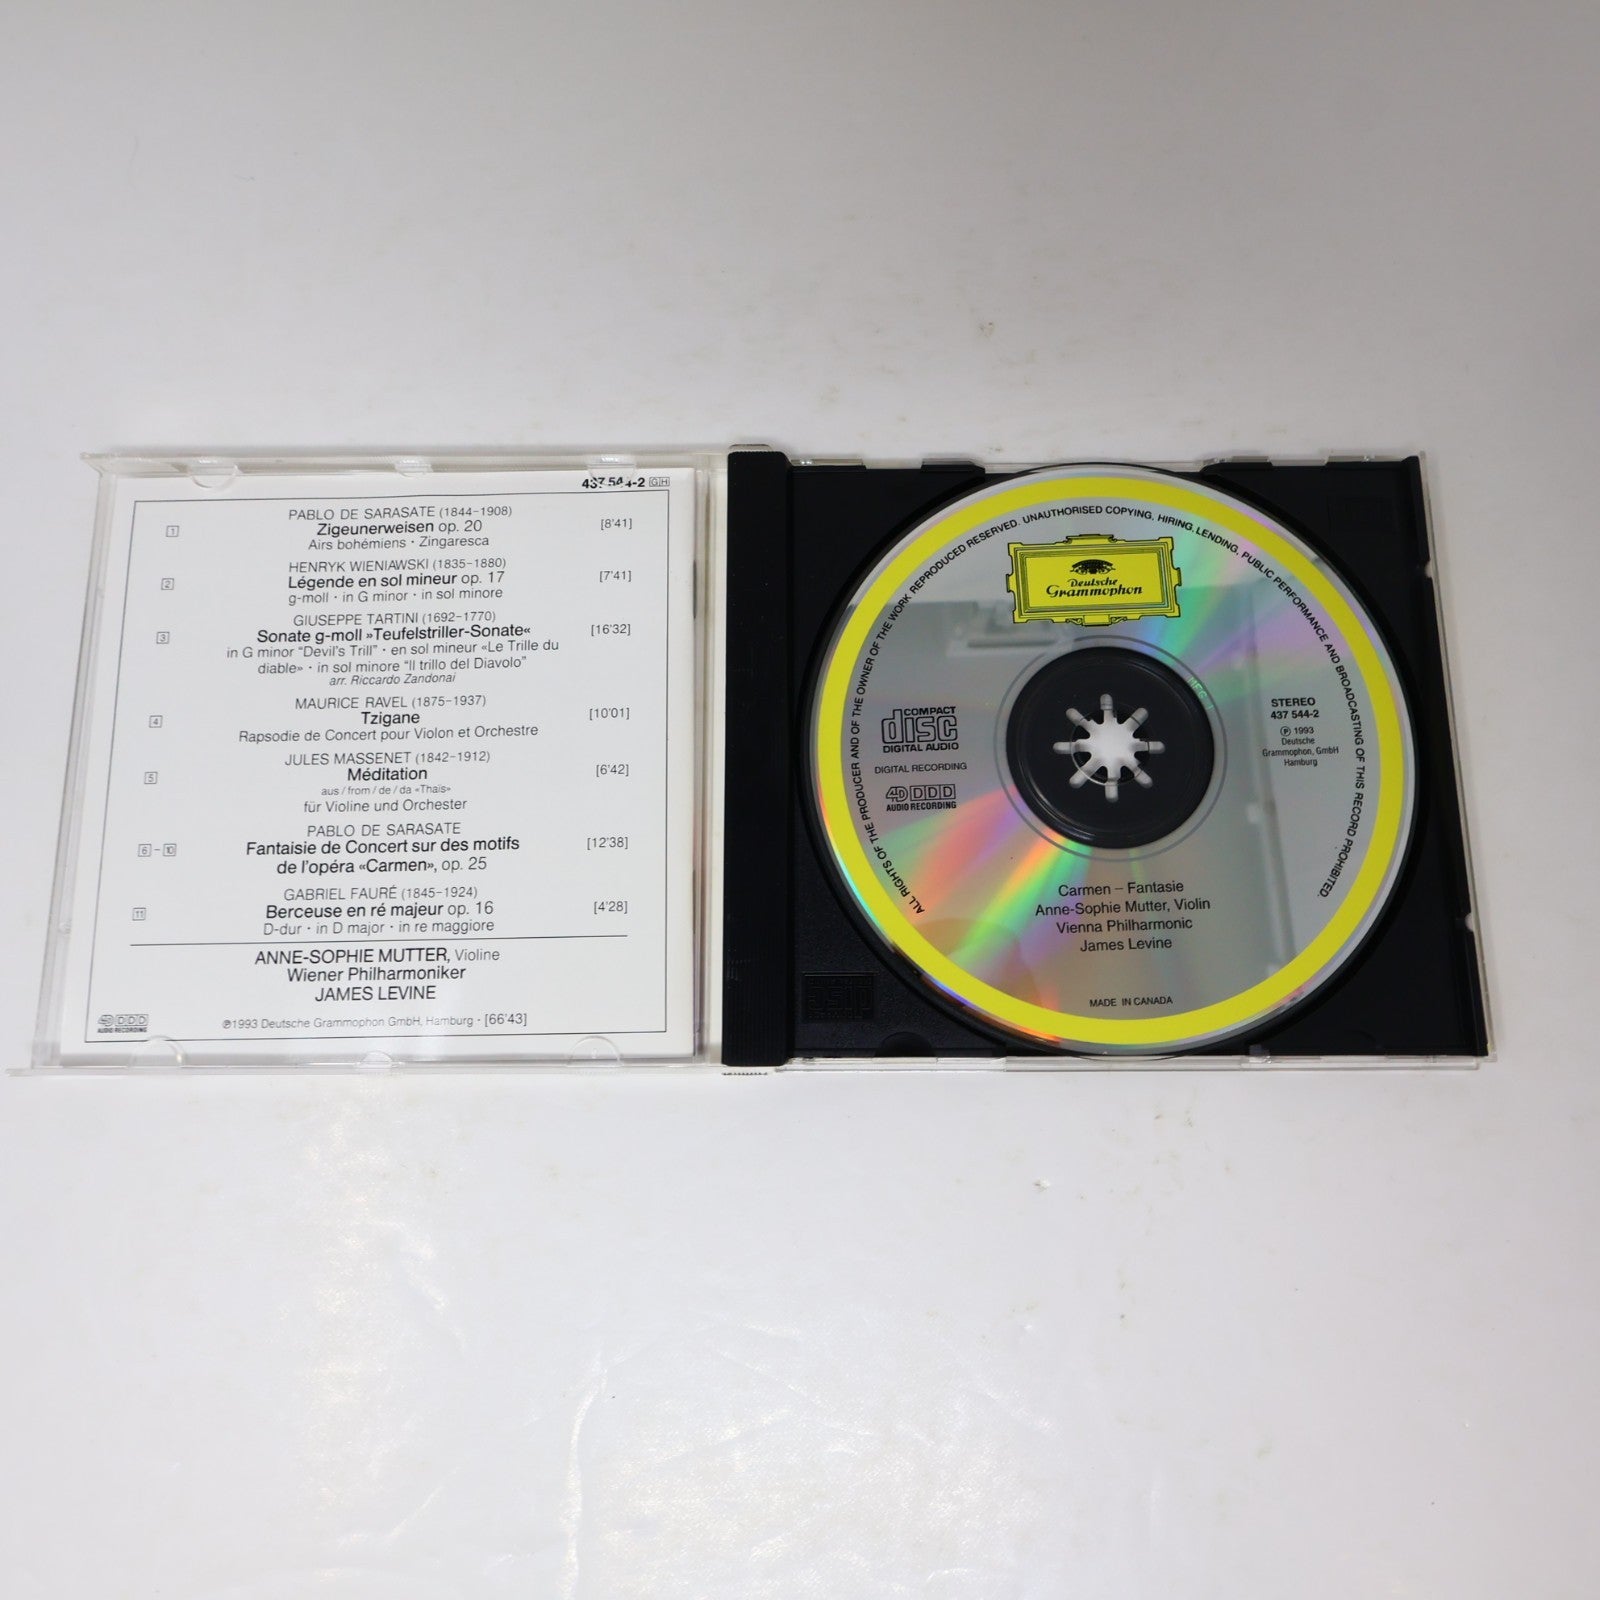 437 544-2 GH
PABLO DE SARASATE (1844-1908)
1 Zigeunerweisen op. 20 [8'41]
Airs bohémiens · Zingaresca
HENRYK WIENIAWSKI (1835-1880)
2 Légende en sol mineur op. 17 [7'41]
g-moll · in G minor · in sol minore
GIUSEPPE TARTINI (1692-1770)
3 Sonate g-moll »Teufelstriller-Sonate« [16'32]
in G minor “Devil's Trill” · en sol mineur «Le Trille du
diable» · in sol minore “Il trillo del Diavolo”
arr. Riccardo Zandonai
MAURICE RAVEL (1875-1937)
4 Tzigane [10'01]
Rapsodie de Concert pour Violon et Orchestre
JULES MASSENET (1842-1912)
5 Méditation [6'42]
aus / from / de / da «Thaïs»
für Violine und Orchester
PABLO DE SARASATE
6 - 10 Fantaisie de Concert sur des motifs [12'38]
de l'opéra «Carmen», op. 25
GABRIEL FAURÉ (1845-1924)
11 Berceuse en ré majeur op. 16 [4'28]
D-dur · in D major · in re maggiore
ANNE-SOPHIE MUTTER, Violine
Wiener Philharmoniker
JAMES LEVINE
4D DDD
AUDIO RECORDING
℗1993 Deutsche Grammophon GmbH, Hamburg · [66'43]
ALL RIGHTS OF THE PRODUCER AND OF THE OWNER OF THE WORK REPRODUCED RESERVED. UNAUTHORISED COPYING, HIRING, LENDING, PUBLIC PERFORMANCE AND BROADCASTING OF THIS RECORD PROHIBITED.
Deutsche
Grammophon
COMPACT
disc
DIGITAL AUDIO
DIGITAL RECORDING
4D DDD
AUDIO RECORDING
STEREO
437 544-2
℗ 1993
Deutsche
Grammophon, GmbH
Hamburg
Carmen – Fantasie
Anne-Sophie Mutter, Violin
Vienna Philharmonic
James Levine
MADE IN CANADA
disc